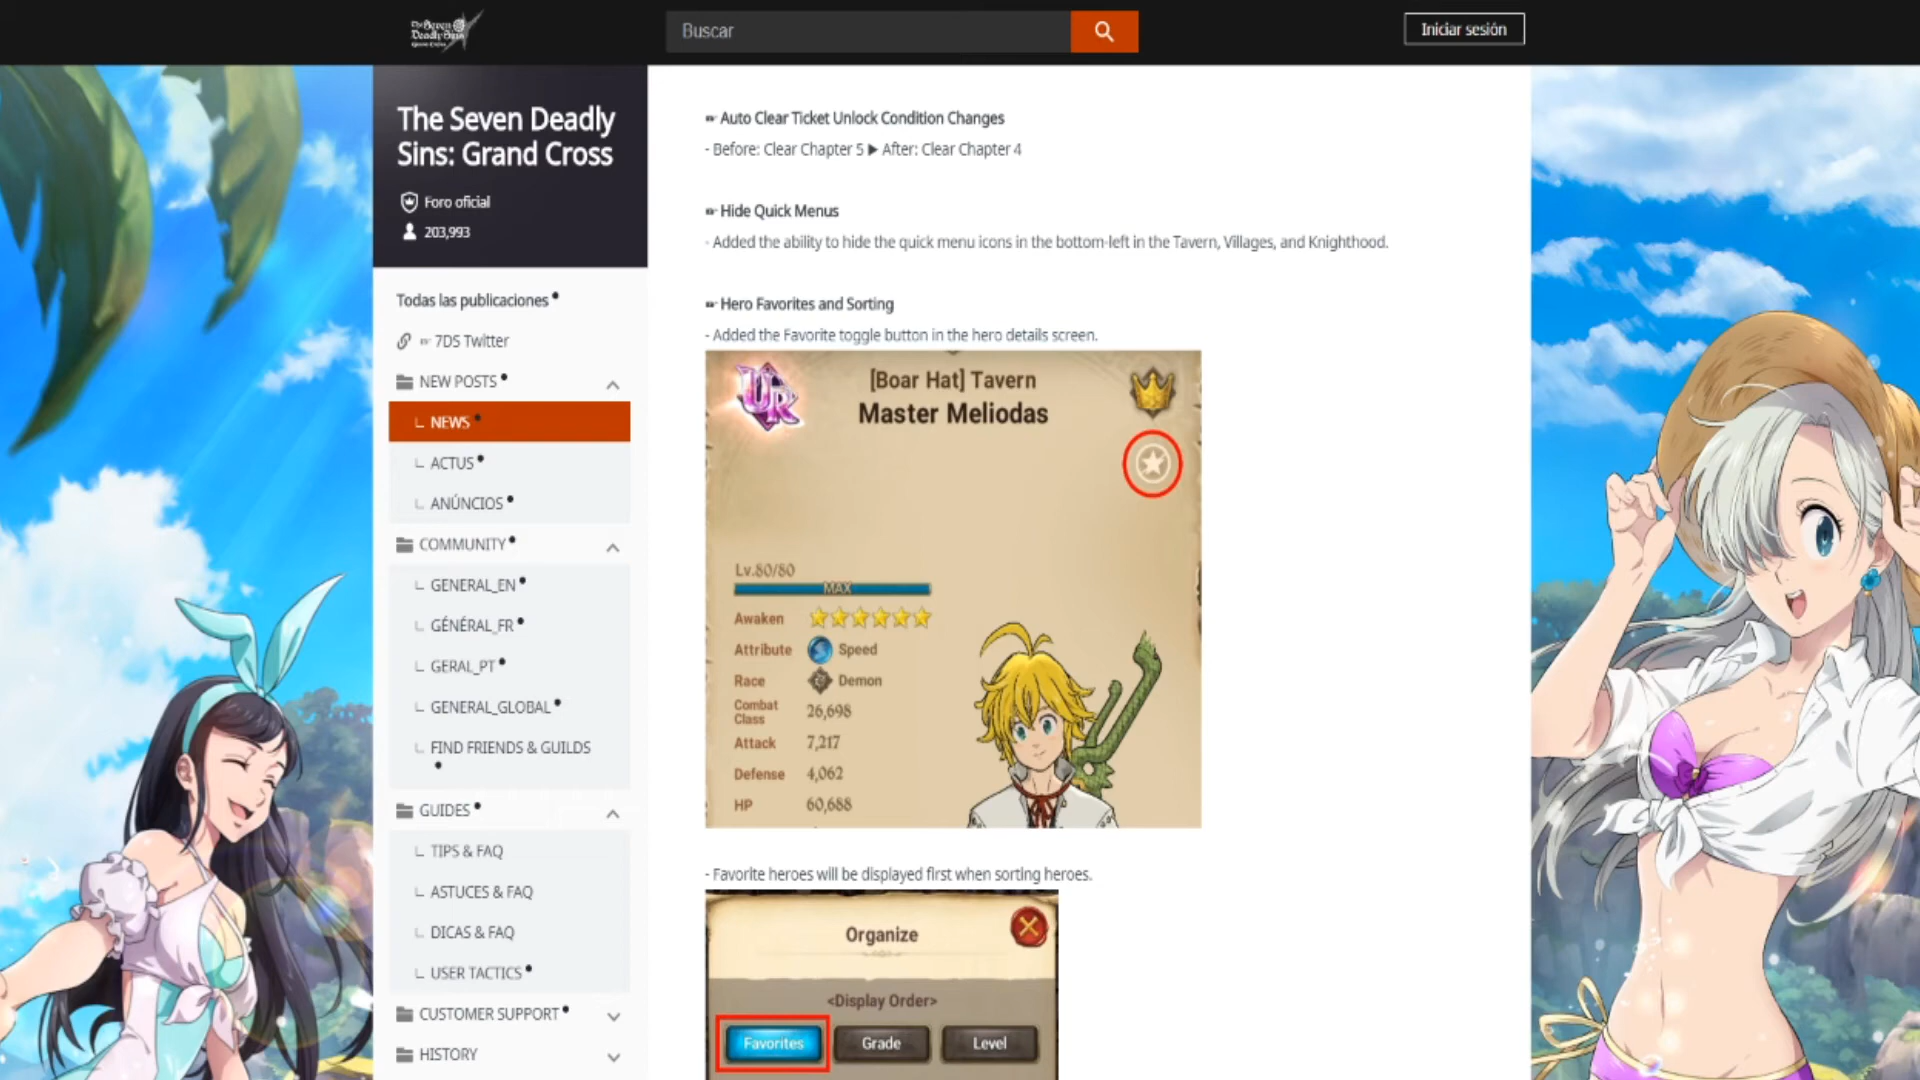 The Seven
Deadly Sins
GRAND CROSS
Buscar
Iniciar sesión
The Seven Deadly
Sins: Grand Cross
Foro oficial
203,993
Todas las publicaciones
7DS Twitter
NEW POSTS
NEWS
ACTUS
ANÚNCIOS
COMMUNITY
GENERAL_EN
GÉNÉRAL_FR
GERAL_PT
GENERAL_GLOBAL
FIND FRIENDS & GUILDS
GUIDES
TIPS & FAQ
ASTUCES & FAQ
DICAS & FAQ
USER TACTICS
CUSTOMER SUPPORT
HISTORY
☞ Auto Clear Ticket Unlock Condition Changes
- Before: Clear Chapter 5 ▶ After: Clear Chapter 4
☞ Hide Quick Menus
- Added the ability to hide the quick menu icons in the bottom-left in the Tavern, Villages, and Knighthood.
☞ Hero Favorites and Sorting
- Added the Favorite toggle button in the hero details screen.
UR
[Boar Hat] Tavern
Master Meliodas
Lv.80/80
MAX
Awaken
Attribute Speed
Race Demon
Combat
Class 26,698
Attack 7,217
Defense 4,062
HP 60,688
- Favorite heroes will be displayed first when sorting heroes.
Organize
<Display Order>
Favorites Grade Level